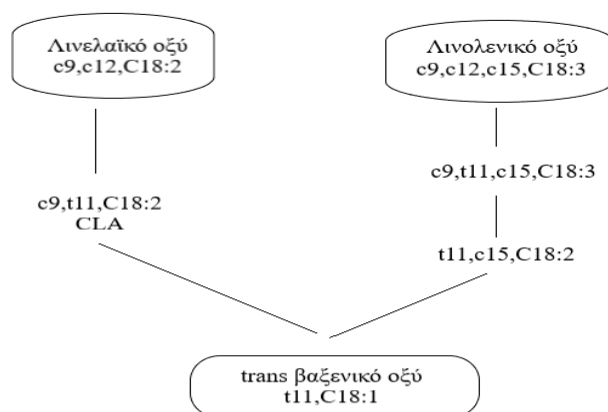 Λινελαϊκό οξύ
c9,c12,C18:2
Λινολενικό οξύ
c9,c12,c15,C18:3
c9,t11,C18:2
CLA
c9,t11,c15,C18:3
t11,c15,C18:2
trans βαξενικό οξύ
t11,C18:1